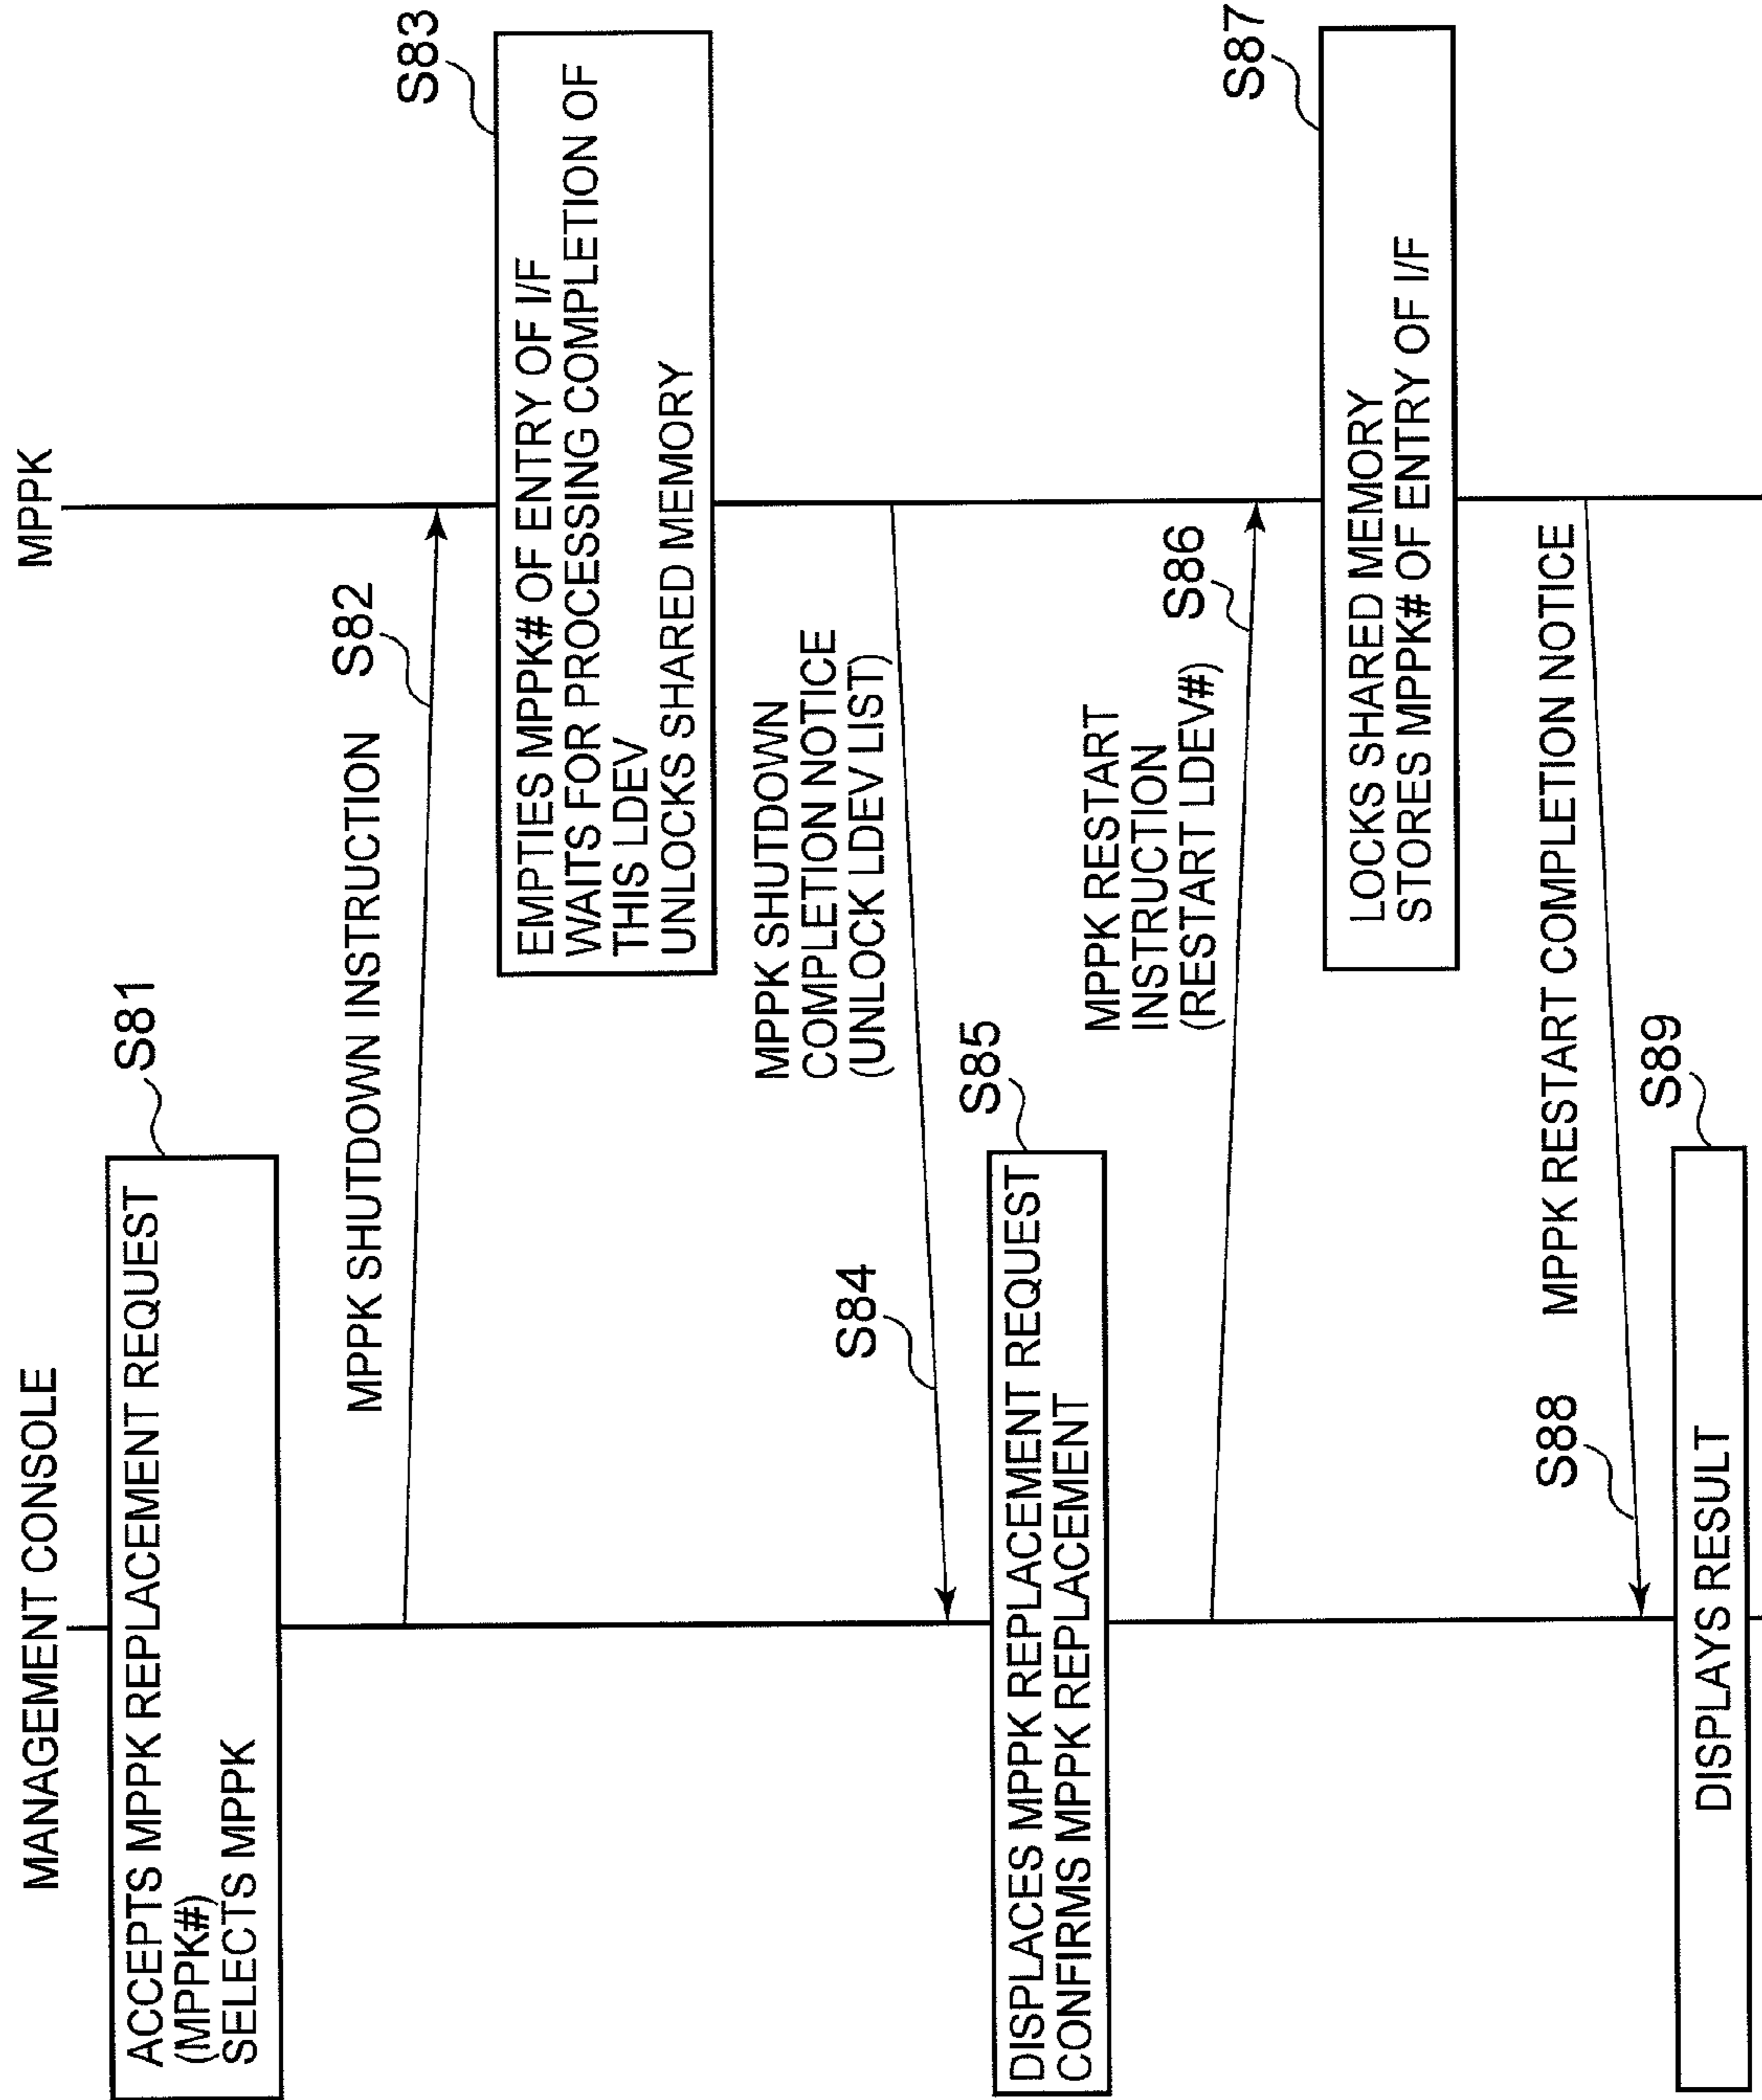 MANAGEMENT CONSOLE
MPPK
ACCEPTS MPPK REPLACEMENT REQUEST
(MPPK#)
SELECTS MPPK
S81
MPPK SHUTDOWN INSTRUCTION
S82
EMPTIES MPPK# OF ENTRY OF I/F
WAITS FOR PROCESSING COMPLETION OF
THIS LDEV
UNLOCKS SHARED MEMORY
S83
MPPK SHUTDOWN
COMPLETION NOTICE
(UNLOCK LDEV LIST)
S84
DISPLACES MPPK REPLACEMENT REQUEST
CONFIRMS MPPK REPLACEMENT
S85
MPPK RESTART
INSTRUCTION
(RESTART LDEV#)
S86
LOCKS SHARED MEMORY
STORES MPPK# OF ENTRY OF I/F
S87
MPPK RESTART COMPLETION NOTICE
S88
DISPLAYS RESULT
S89